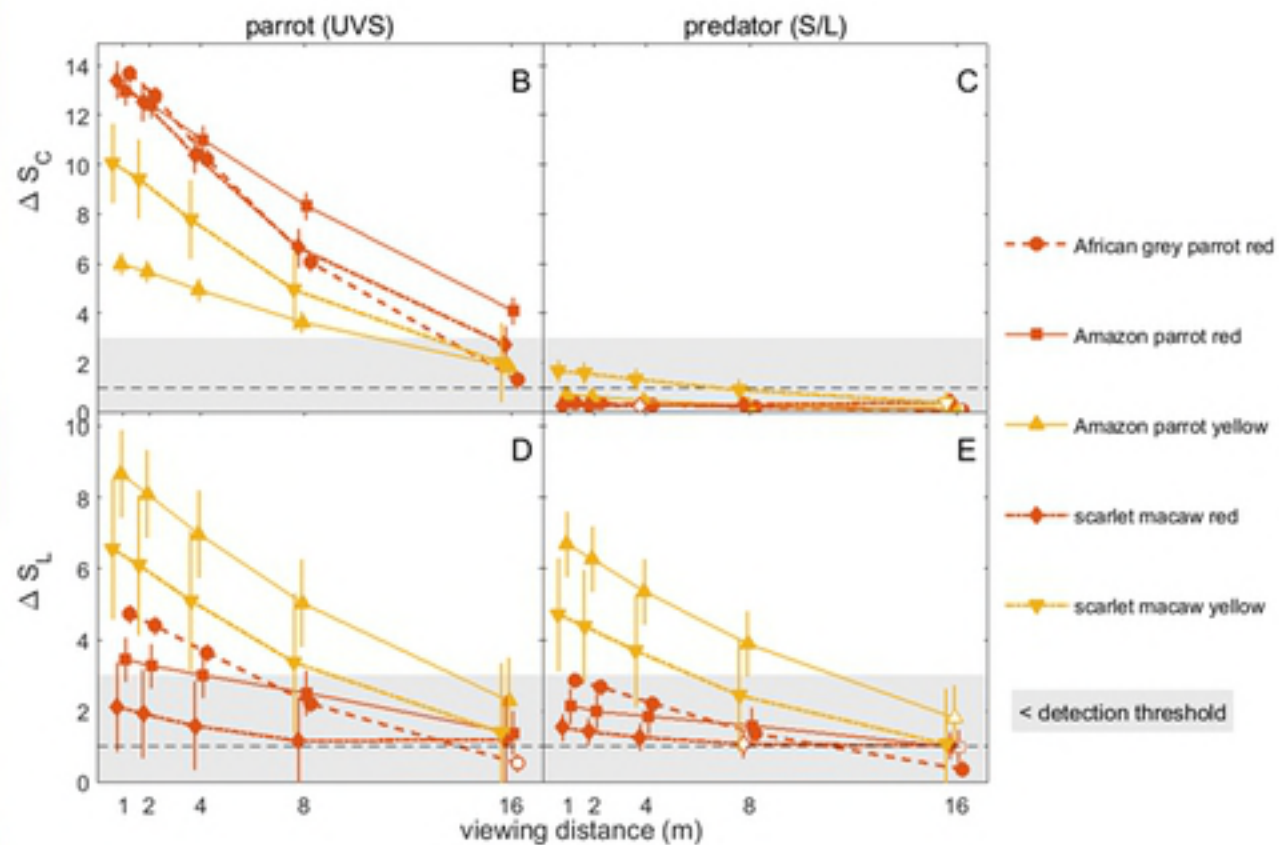 parrot (UVS)
predator (S/L)
B
C
Δ S_C
14
12
10
8
6
4
2
0
D
E
Δ S_L
10
8
6
4
2
0
1 2 4 8 16
1 2 4 8 16
viewing distance (m)
African grey parrot red
Amazon parrot red
Amazon parrot yellow
scarlet macaw red
scarlet macaw yellow
< detection threshold